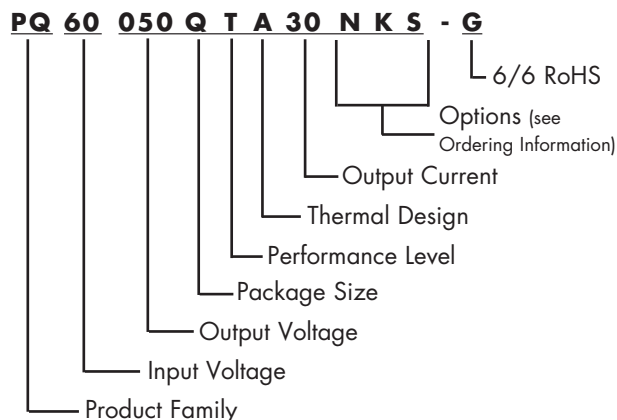 PQ 60 050 Q T A 30 N K S - G
6/6 RoHS
Options (see
Ordering Information)
Output Current
Thermal Design
Performance Level
Package Size
Output Voltage
Input Voltage
Product Family